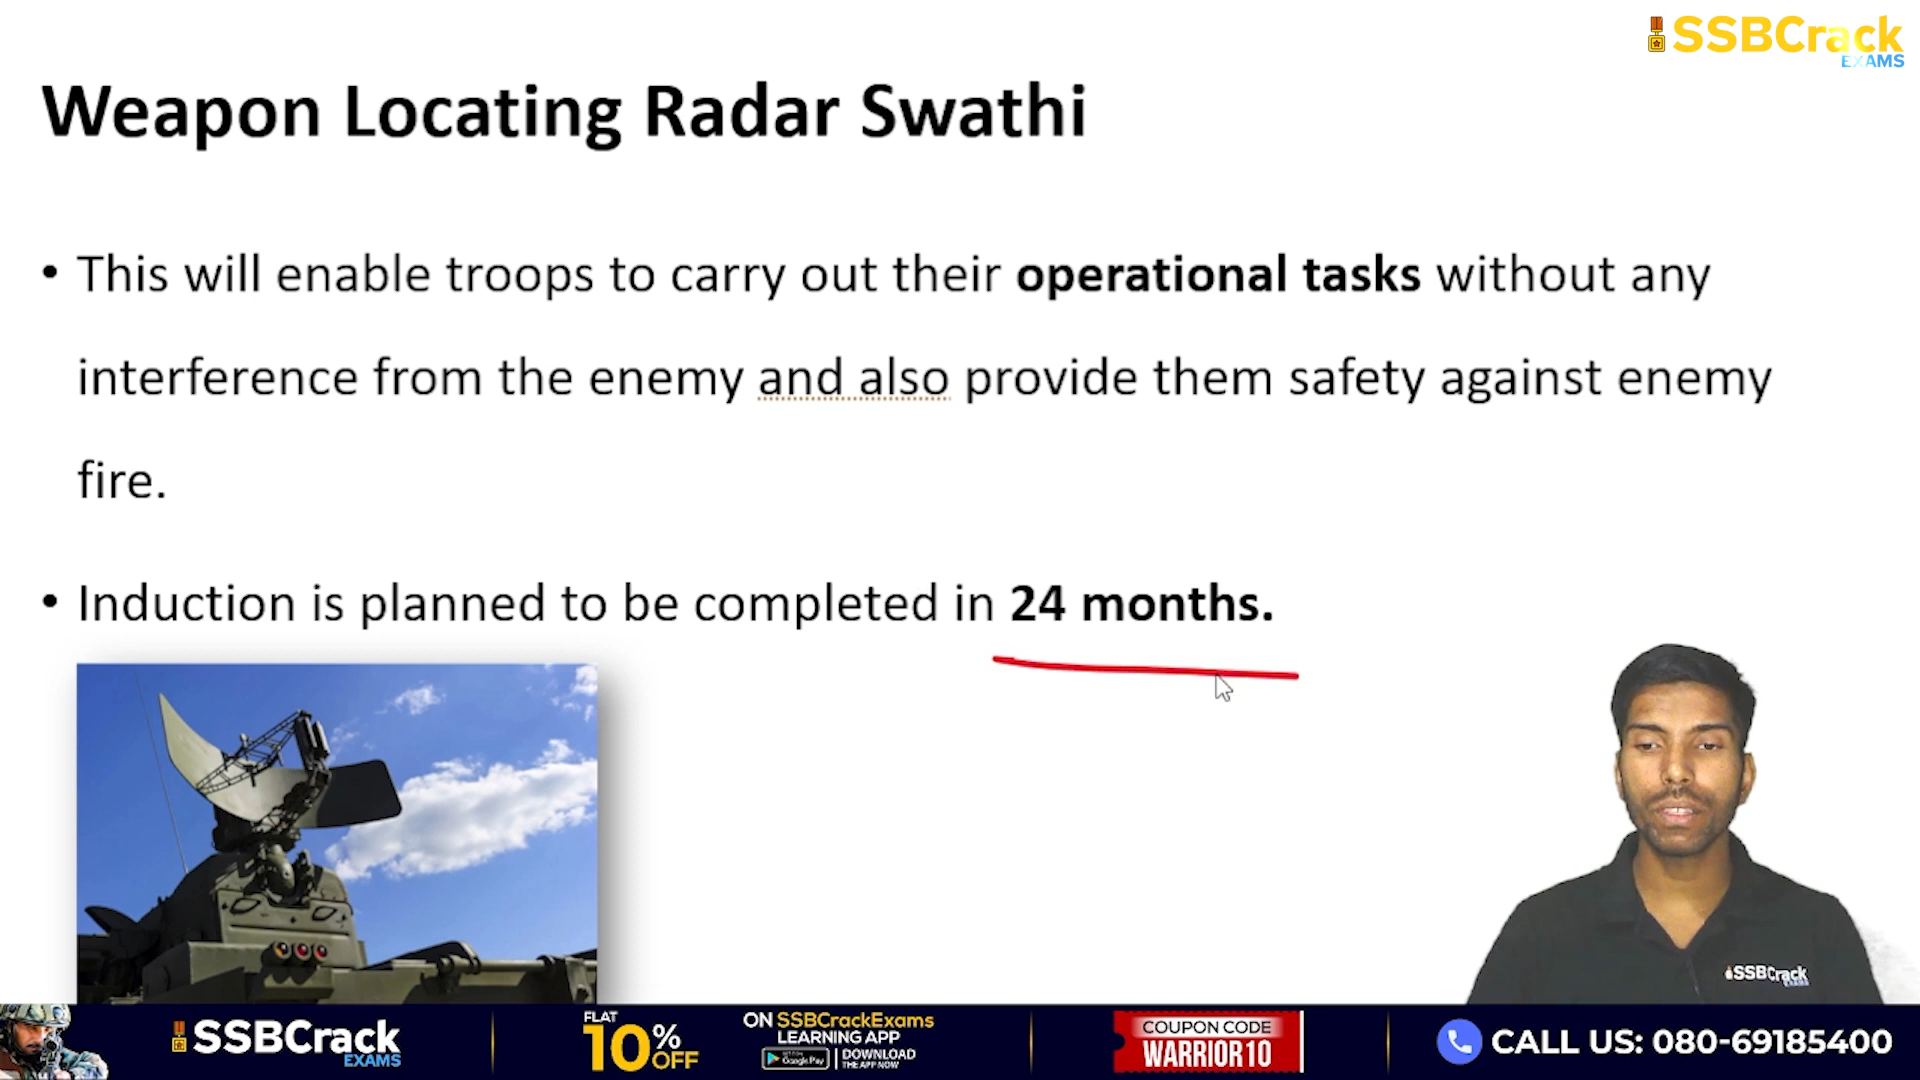 SSBCrack
EXAMS
Weapon Locating Radar Swathi
• This will enable troops to carry out their operational tasks without any
interference from the enemy and also provide them safety against enemy
fire.
• Induction is planned to be completed in 24 months.
SSBCrack
EXAMS
SSBCrack
EXAMS
FLAT
10% OFF
ON SSBCrackExams
LEARNING APP
Google Play
DOWNLOAD
THE APP NOW
COUPON CODE
WARRIOR10
CALL US: 080-69185400